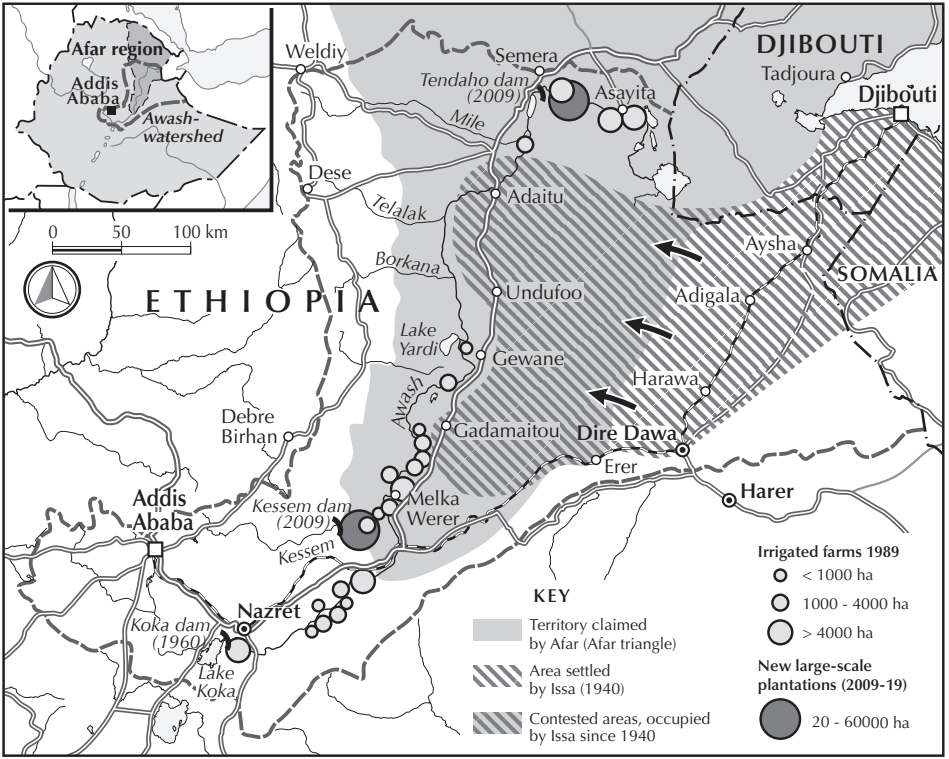 Afar region
Addis
Ababa
Awash-
watershed
0 50 100 km
ETHIOPIA
Weldiy
Semera
Tendaho dam
(2009)
Asayita
DJIBOUTI
Tadjoura
Djibouti
Mile
Dese
Adaitu
Telalak
Borkana
Aysha
SOMALIA
Undufoo
Adigala
Lake
Yardi
Gewane
Awash
Harawa
Debre
Birhan
Gadamaitou
Dire Dawa
Erer
Harer
Addis
Ababa
Kessem dam
(2009)
Melka
Werer
Kessem
Koka dam
(1960)
Nazret
Lake
Koka
KEY
Territory claimed
by Afar (Afar triangle)
Area settled
by Issa (1940)
Contested areas, occupied
by Issa since 1940
Irrigated farms 1989
< 1000 ha
1000 - 4000 ha
> 4000 ha
New large-scale
plantations (2009-19)
20 - 60000 ha